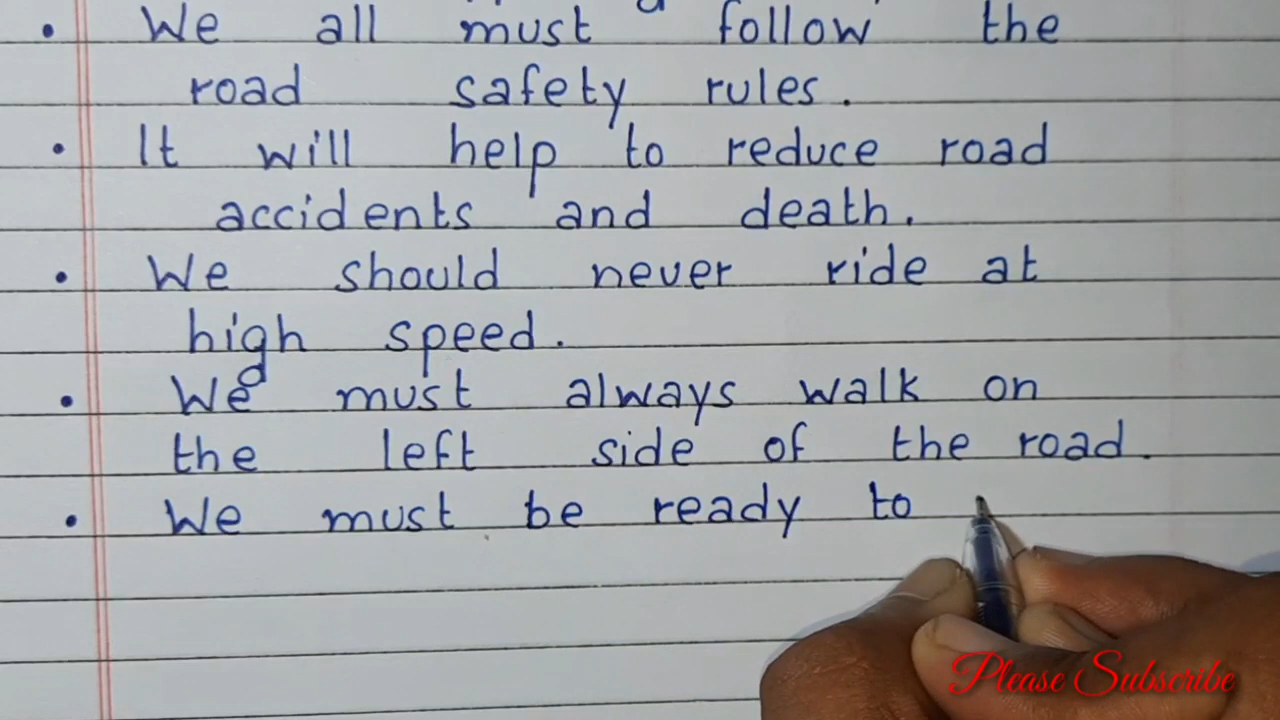 • We all must follow the
road safety rules.
• It will help to reduce road
accidents and death.
• We should never ride at
high speed.
• We must always walk on
the left side of the road.
• We must be ready to
Please Subscribe